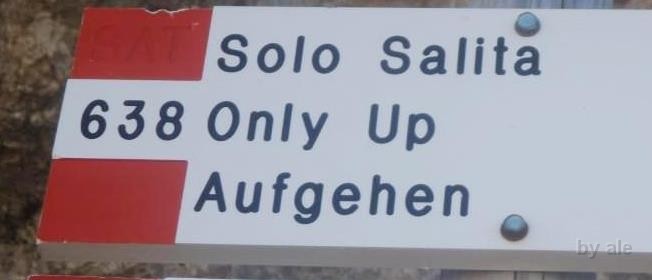 SAT Solo Salita
638 Only Up
Aufgehen
by ale